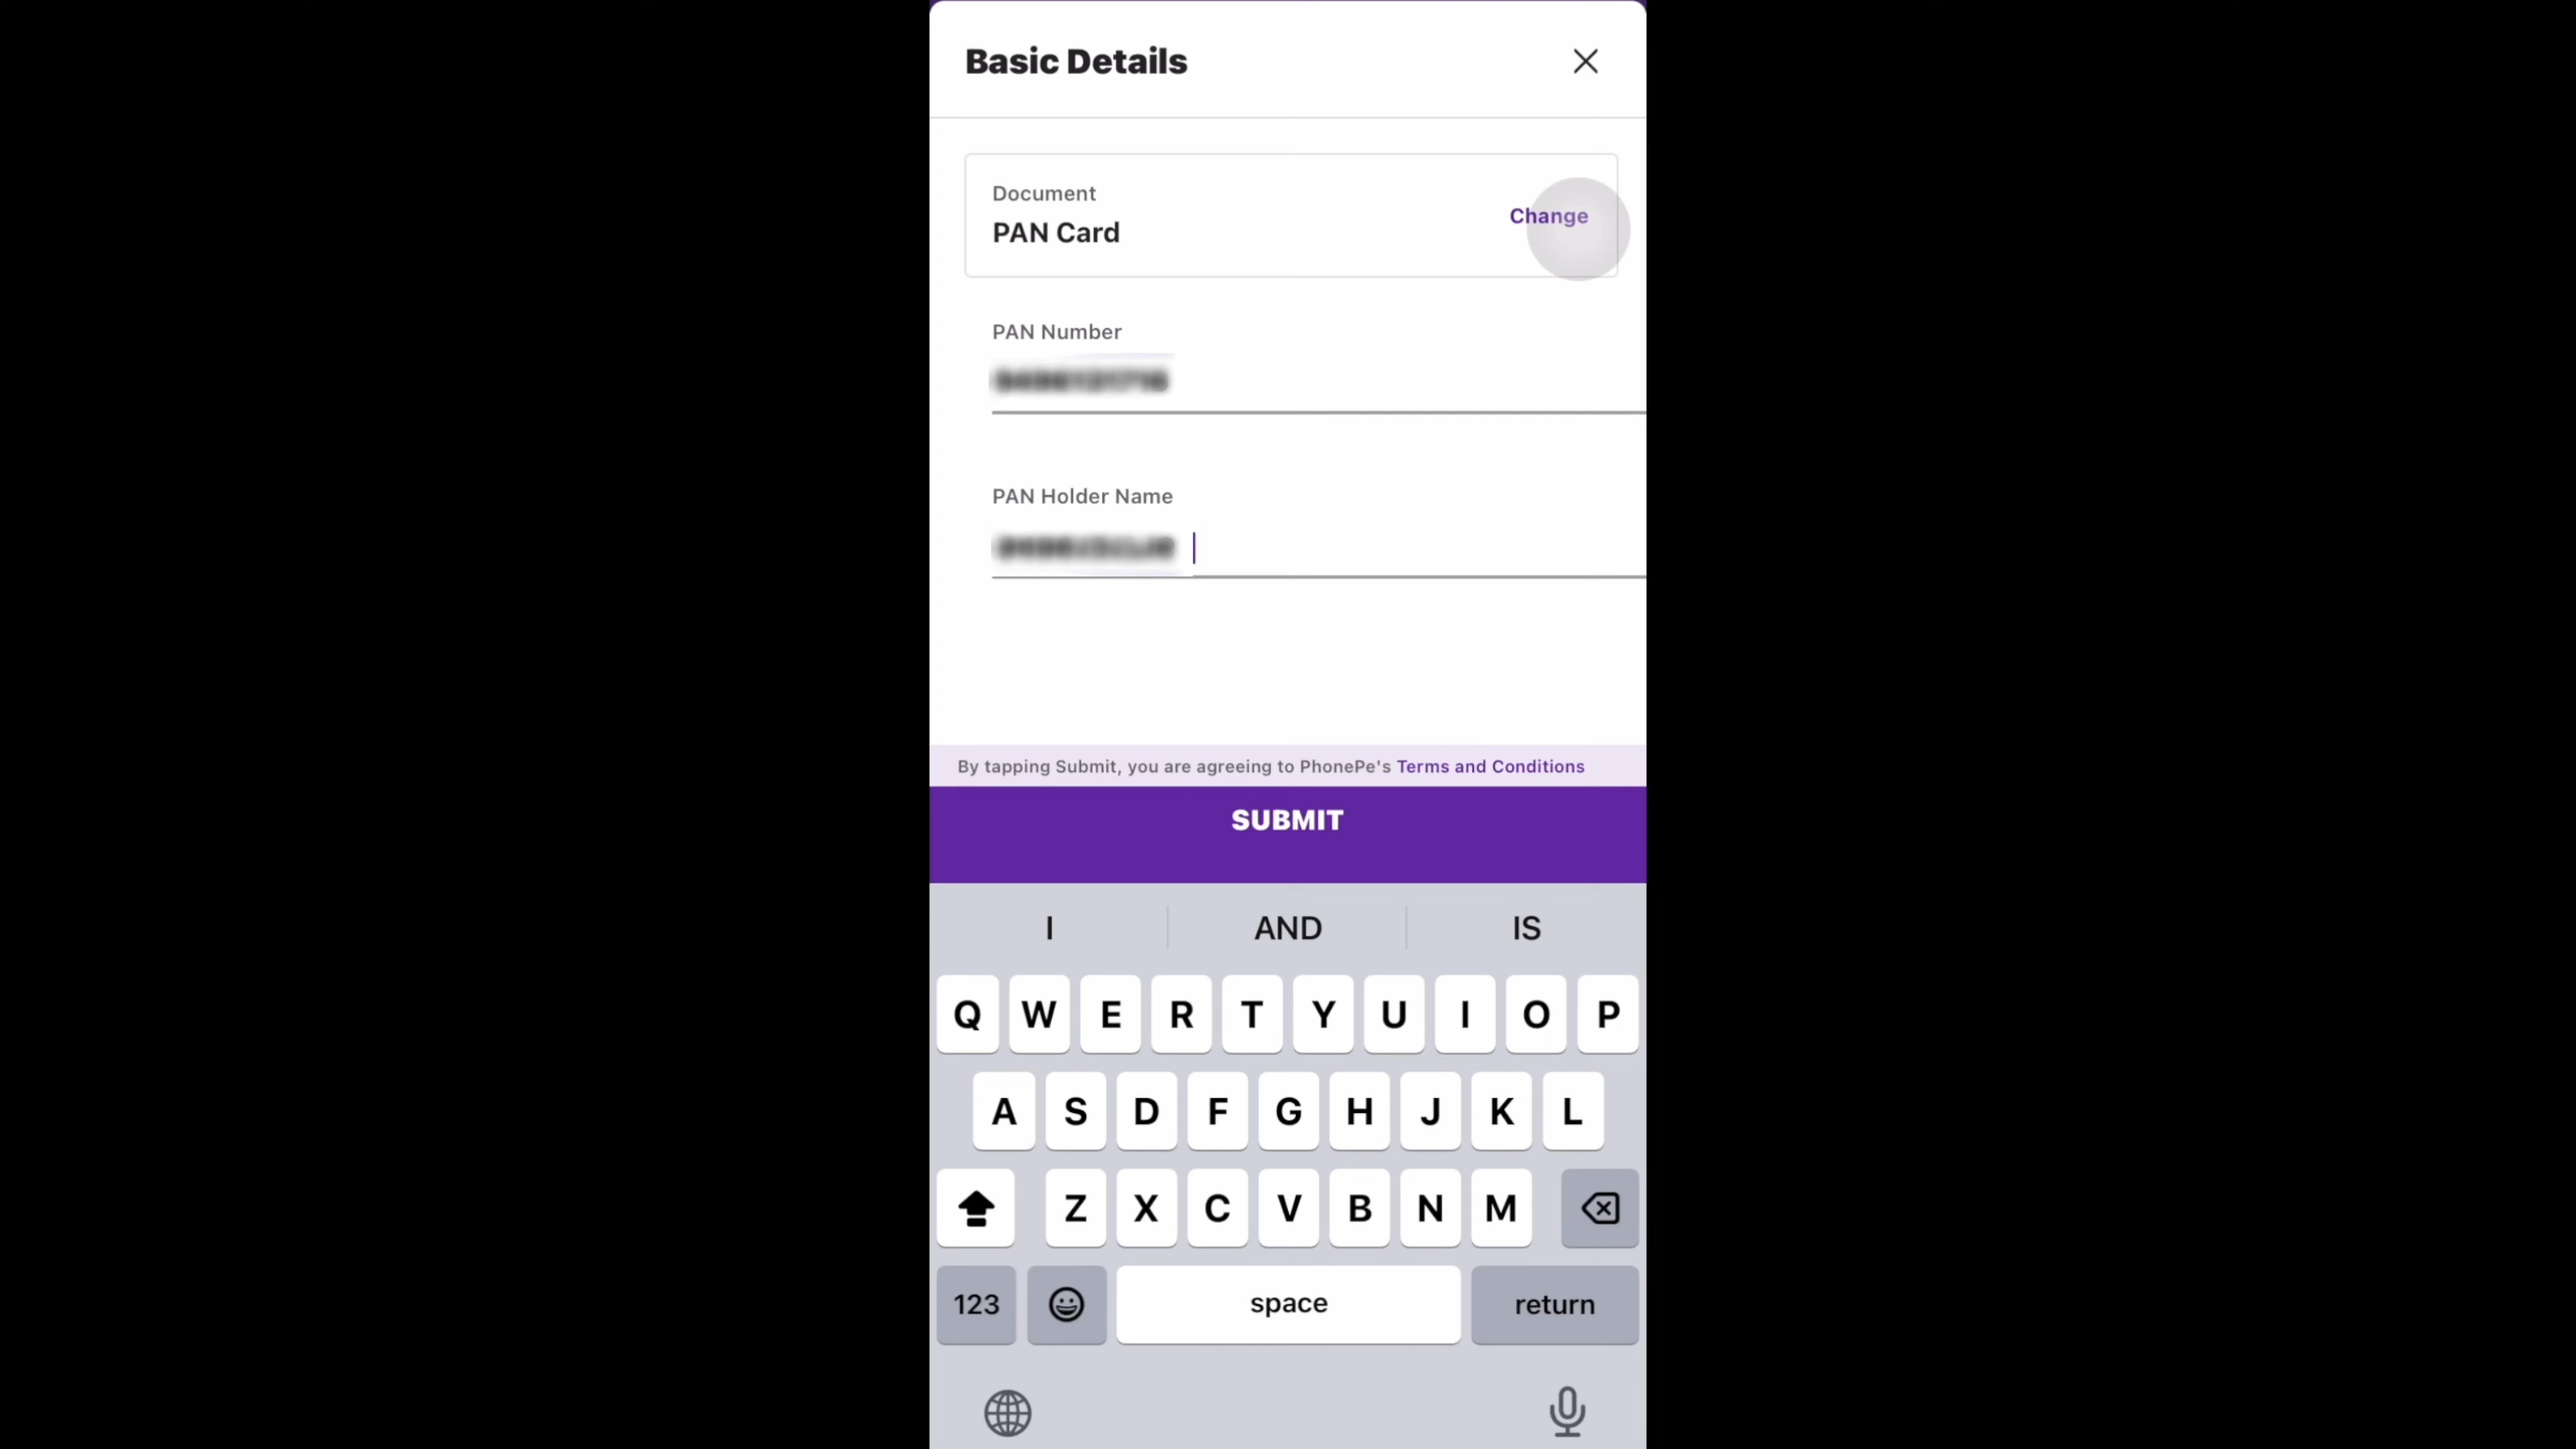 Basic Details
Document
PAN Card
Change
PAN Number
PAN Holder Name
By tapping Submit, you are agreeing to PhonePe's Terms and Conditions
SUBMIT
I AND IS
Q W E R T Y U I O P
A S D F G H J K L
Z X C V B N M
123 space return